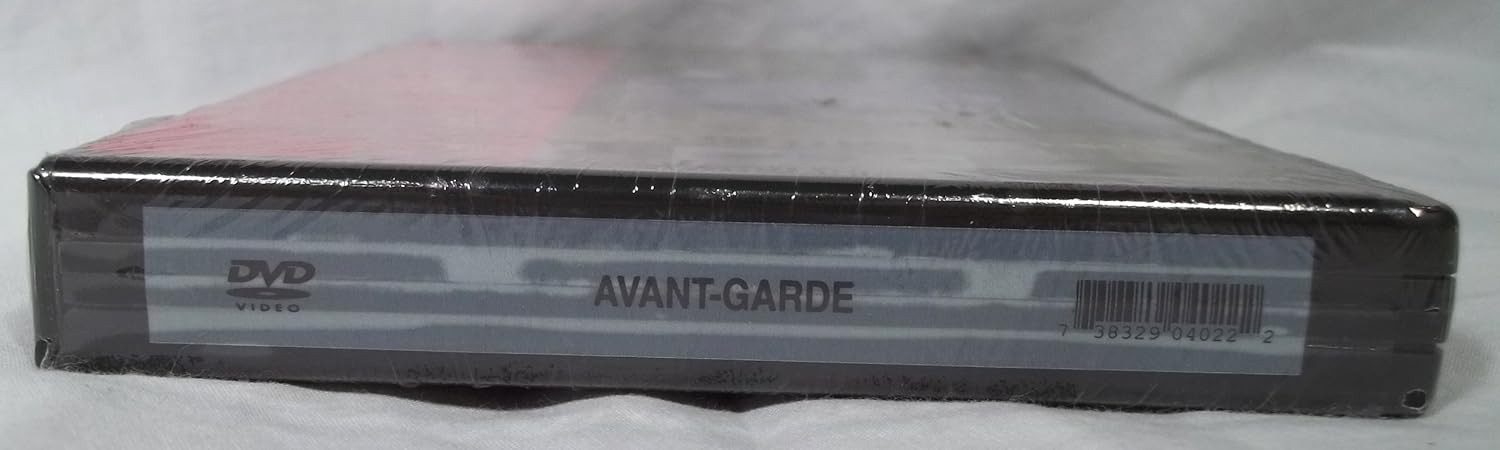 DVD
VIDEO
AVANT-GARDE
7 38329 04022 2